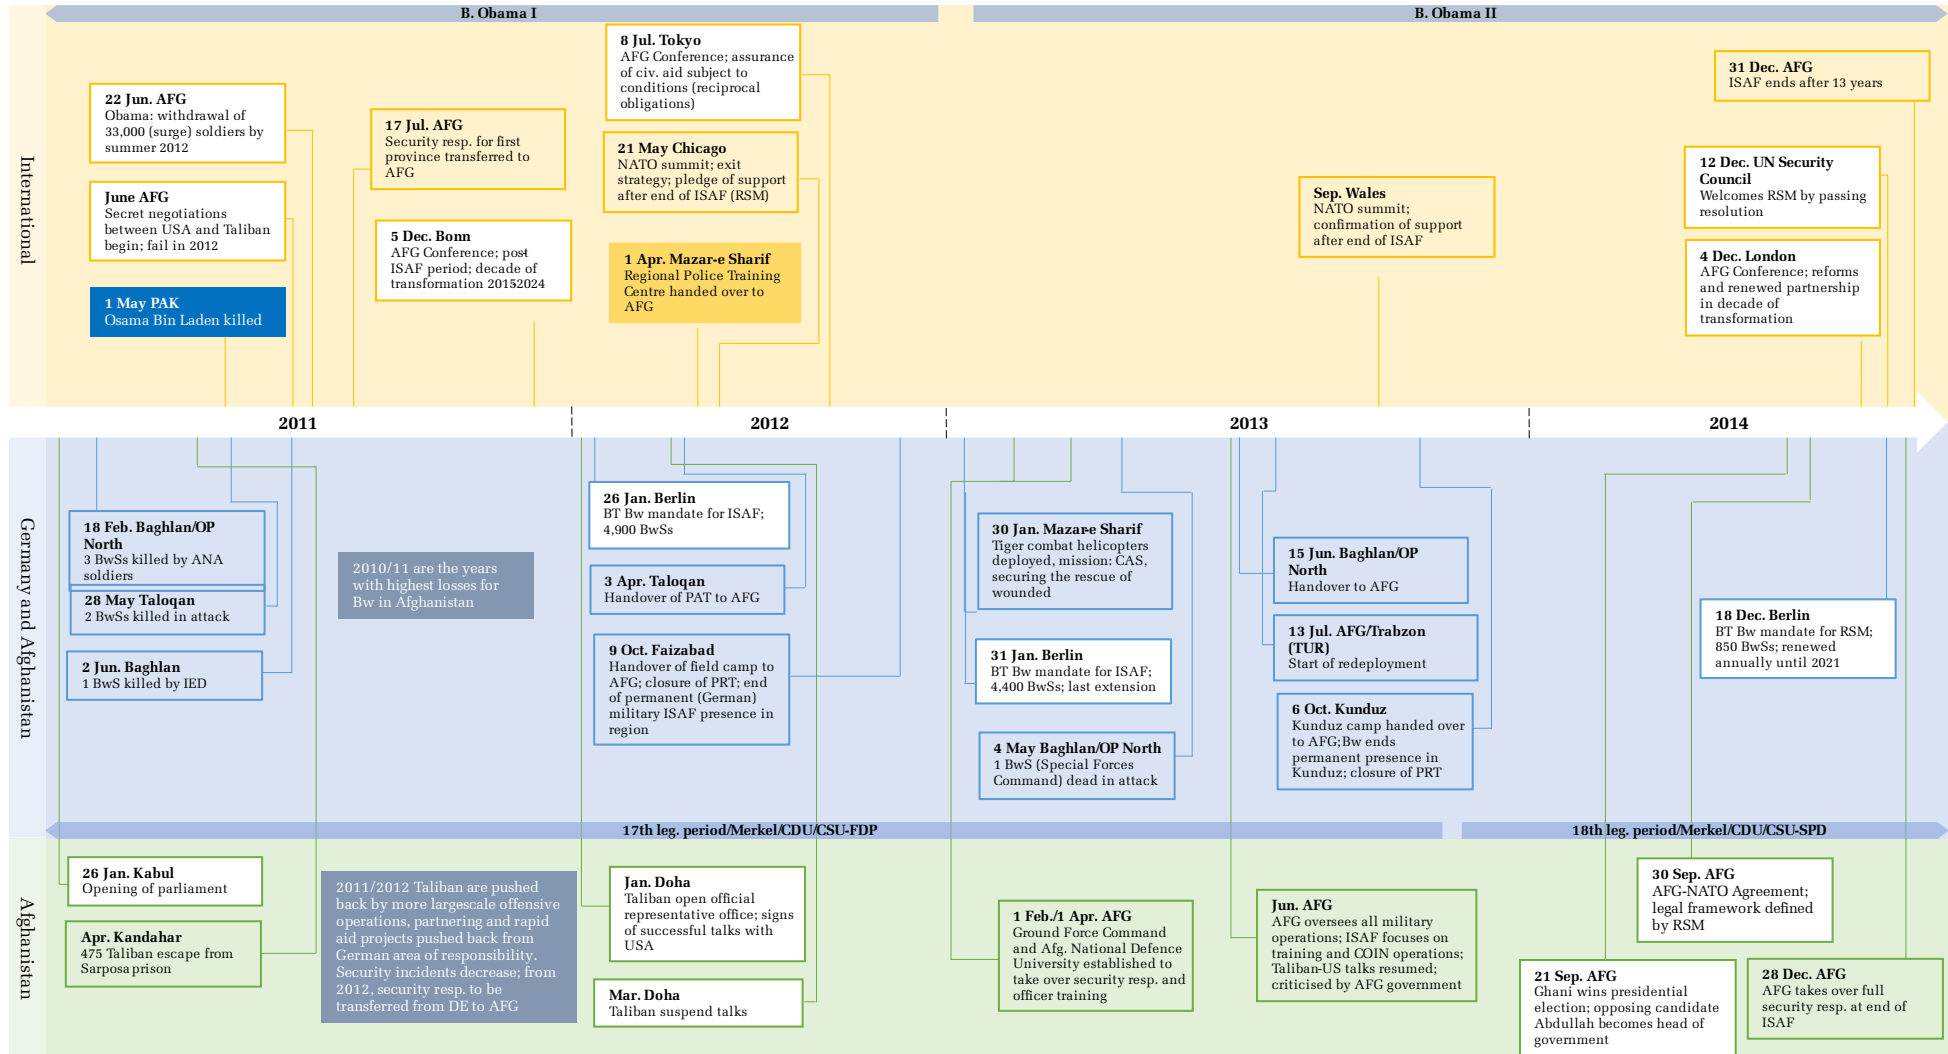 B. Obama I
B. Obama II
International
22 Jun. AFG
Obama: withdrawal of
33,000 (surge) soldiers by
summer 2012
June AFG
Secret negotiations
between USA and Taliban
begin; fail in 2012
1 May PAK
Osama Bin Laden killed
17 Jul. AFG
Security resp. for first
province transferred to
AFG
5 Dec. Bonn
AFG Conference; post-
ISAF period; decade of
transformation 2015-2024
8 Jul. Tokyo
AFG Conference; assurance
of civ. aid subject to
conditions (reciprocal
obligations)
21 May Chicago
NATO summit; exit
strategy; pledge of support
after end of ISAF (RSM)
1 Apr. Mazar-e Sharif
Regional Police Training
Centre handed over to
AFG
Sep. Wales
NATO summit;
confirmation of support
after end of ISAF
31 Dec. AFG
ISAF ends after 13 years
12 Dec. UN Security
Council
Welcomes RSM by passing
resolution
4 Dec. London
AFG Conference; reforms
and renewed partnership
in decade of
transformation
2011
2012
2013
2014
Germany and Afghanistan
18 Feb. Baghlan/OP
North
3 BwSs killed by ANA
soldiers
28 May Taloqan
2 BwSs killed in attack
2 Jun. Baghlan
1 BwS killed by IED
2010/11 are the years
with highest losses for
Bw in Afghanistan
26 Jan. Berlin
BT Bw mandate for ISAF;
4,900 BwSs
3 Apr. Taloqan
Handover of PAT to AFG
9 Oct. Faizabad
Handover of field camp to
AFG; closure of PRT; end
of permanent (German)
military ISAF presence in
region
30 Jan. Mazar-e Sharif
Tiger combat helicopters
deployed, mission: CAS,
securing the rescue of
wounded
31 Jan. Berlin
BT Bw mandate for ISAF;
4,400 BwSs; last extension
4 May Baghlan/OP North
1 BwS (Special Forces
Command) dead in attack
15 Jun. Baghlan/OP
North
Handover to AFG
13 Jul. AFG/Trabzon
(TUR)
Start of redeployment
6 Oct. Kunduz
Kunduz camp handed over
to AFG;Bw ends
permanent presence in
Kunduz; closure of PRT
18 Dec. Berlin
BT Bw mandate for RSM;
850 BwSs; renewed
annually until 2021
17th leg. period/Merkel/CDU/CSU-FDP
18th leg. period/Merkel/CDU/CSU-SPD
Afghanistan
26 Jan. Kabul
Opening of parliament
Apr. Kandahar
475 Taliban escape from
Sarposa prison
2011/2012 Taliban are pushed
back by more large-scale offensive
operations, partnering and rapid
aid projects pushed back from
German area of responsibility.
Security incidents decrease; from
2012, security resp. to be
transferred from DE to AFG
Jan. Doha
Taliban open official
representative office; signs
of successful talks with
USA
Mar. Doha
Taliban suspend talks
1 Feb./1 Apr. AFG
Ground Force Command
and Afg. National Defence
University established to
take over security resp. and
officer training
Jun. AFG
AFG oversees all military
operations; ISAF focuses on
training and COIN operations;
Taliban-US talks resumed;
criticised by AFG government
30 Sep. AFG
AFG-NATO Agreement;
legal framework defined
by RSM
21 Sep. AFG
Ghani wins presidential
election; opposing candidate
Abdullah becomes head of
government
28 Dec. AFG
AFG takes over full
security resp. at end of
ISAF